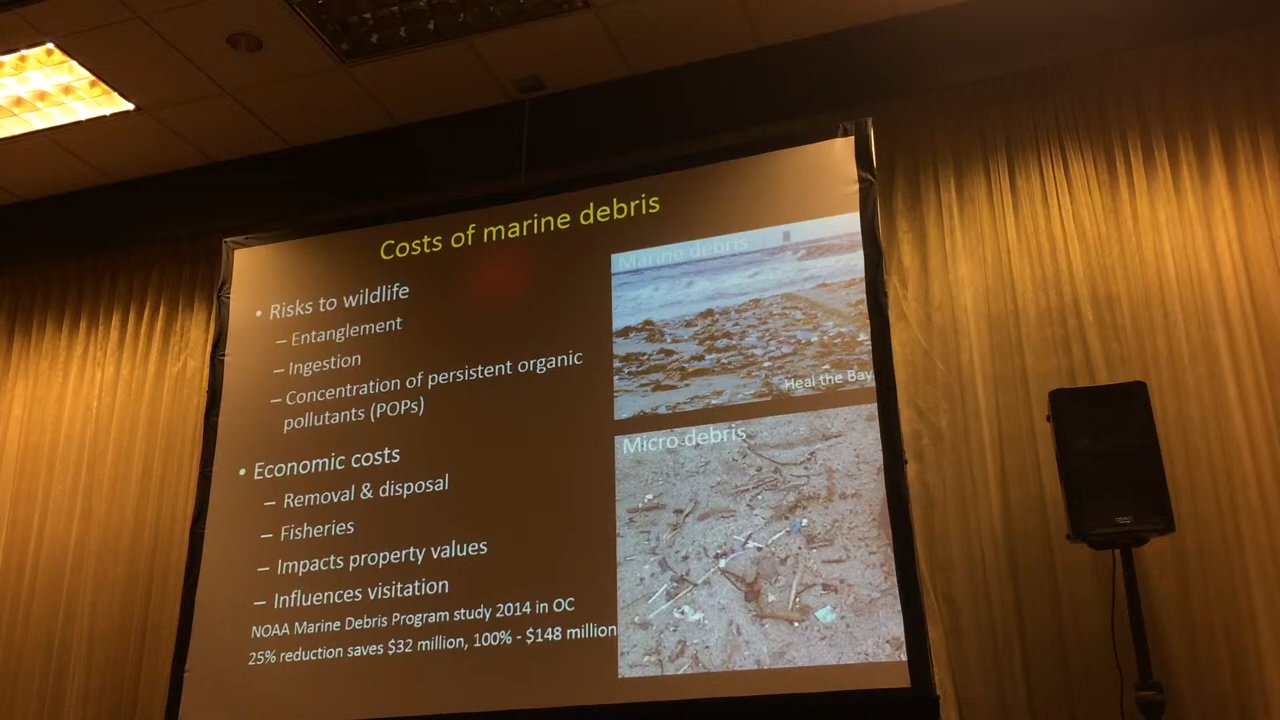 Costs of marine debris
• Risks to wildlife
– Entanglement
– Ingestion
– Concentration of persistent organic
pollutants (POPs)
• Economic costs
– Removal & disposal
– Fisheries
– Impacts property values
– Influences visitation
NOAA Marine Debris Program study 2014 in OC
25% reduction saves $32 million, 100% - $148 million
Marine debris
Heal the Bay
Micro debris